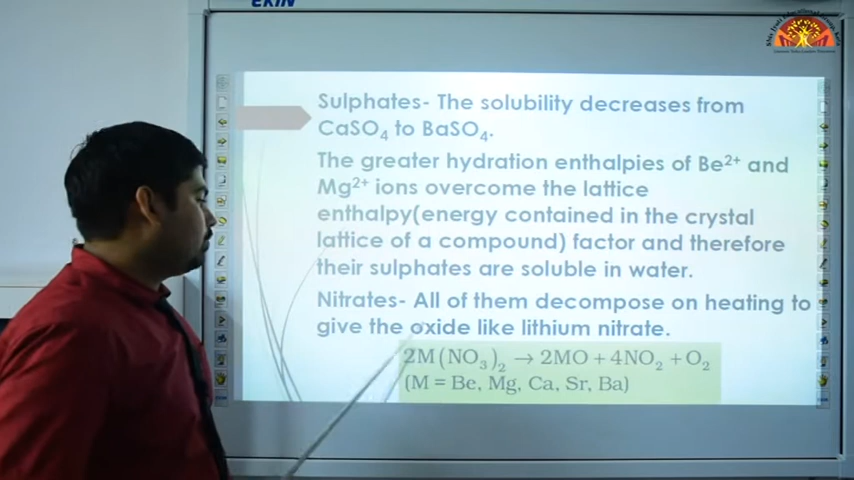 EKIN
Sulphates- The solubility decreases from
CaSO₄ to BaSO₄.
The greater hydration enthalpies of Be²⁺ and
Mg²⁺ ions overcome the lattice
enthalpy(energy contained in the crystal
lattice of a compound) factor and therefore
their sulphates are soluble in water.
Nitrates- All of them decompose on heating to
give the oxide like lithium nitrate.
2M(NO₃)₂ → 2MO + 4NO₂ + O₂
(M = Be, Mg, Ca, Sr, Ba)